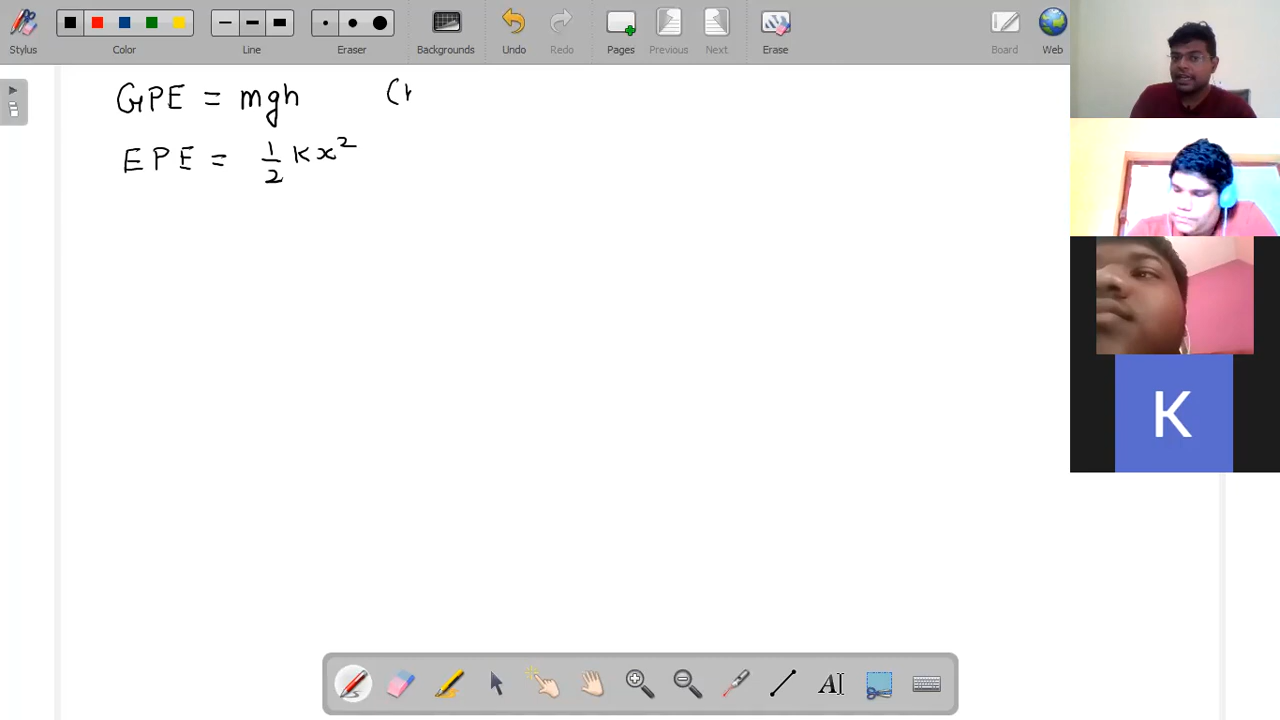 Stylus
Color
Line
Eraser
Backgrounds
Undo
Redo
Pages
Previous
Next
Erase
Board
Web
GPE = mgh
EPE = 1/2 Kx²
K
AI